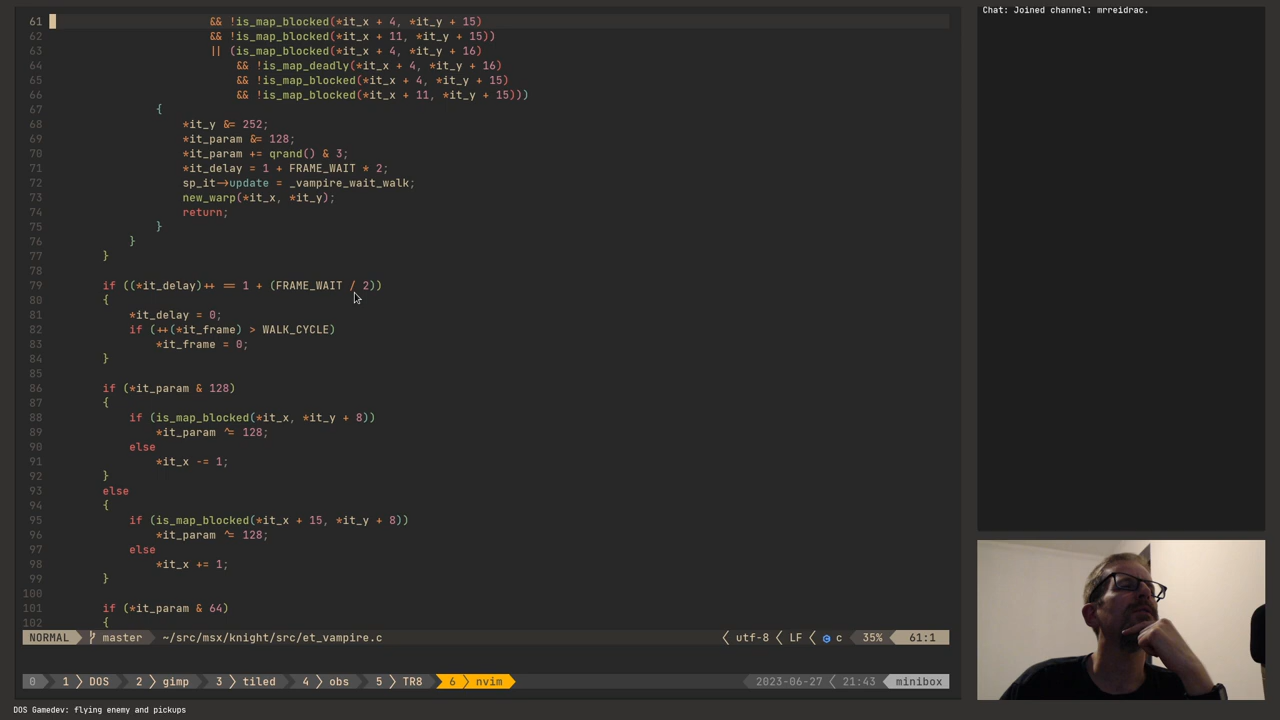 61 && !is_map_blocked(*it_x + 4, *it_y + 15)
62 && !is_map_blocked(*it_x + 11, *it_y + 15))
63 || (is_map_blocked(*it_x + 4, *it_y + 16)
64 && !is_map_deadly(*it_x + 4, *it_y + 16)
65 && !is_map_blocked(*it_x + 4, *it_y + 15)
66 && !is_map_blocked(*it_x + 11, *it_y + 15)))
67 {
68 *it_y &= 252;
69 *it_param &= 128;
70 *it_param += qrand() & 3;
71 *it_delay = 1 + FRAME_WAIT * 2;
72 sp_it->update = _vampire_wait_walk;
73 new_warp(*it_x, *it_y);
74 return;
75 }
76 }
77 }
78
79 if ((*it_delay)++ == 1 + (FRAME_WAIT / 2))
80 {
81 *it_delay = 0;
82 if (++(*it_frame) > WALK_CYCLE)
83 *it_frame = 0;
84 }
85
86 if (*it_param & 128)
87 {
88 if (is_map_blocked(*it_x, *it_y + 8))
89 *it_param ^= 128;
90 else
91 *it_x -= 1;
92 }
93 else
94 {
95 if (is_map_blocked(*it_x + 15, *it_y + 8))
96 *it_param ^= 128;
97 else
98 *it_x += 1;
99 }
100
101 if (*it_param & 64)
102 {
NORMAL master ~/src/msx/knight/src/et_vampire.c utf-8 LF c 35% 61:1
0 1 DOS 2 gimp 3 tiled 4 obs 5 TR8 6 nvim 2023-06-27 21:43 minibox
DOS Gamedev: flying enemy and pickups
Chat: Joined channel: mrreidrac.